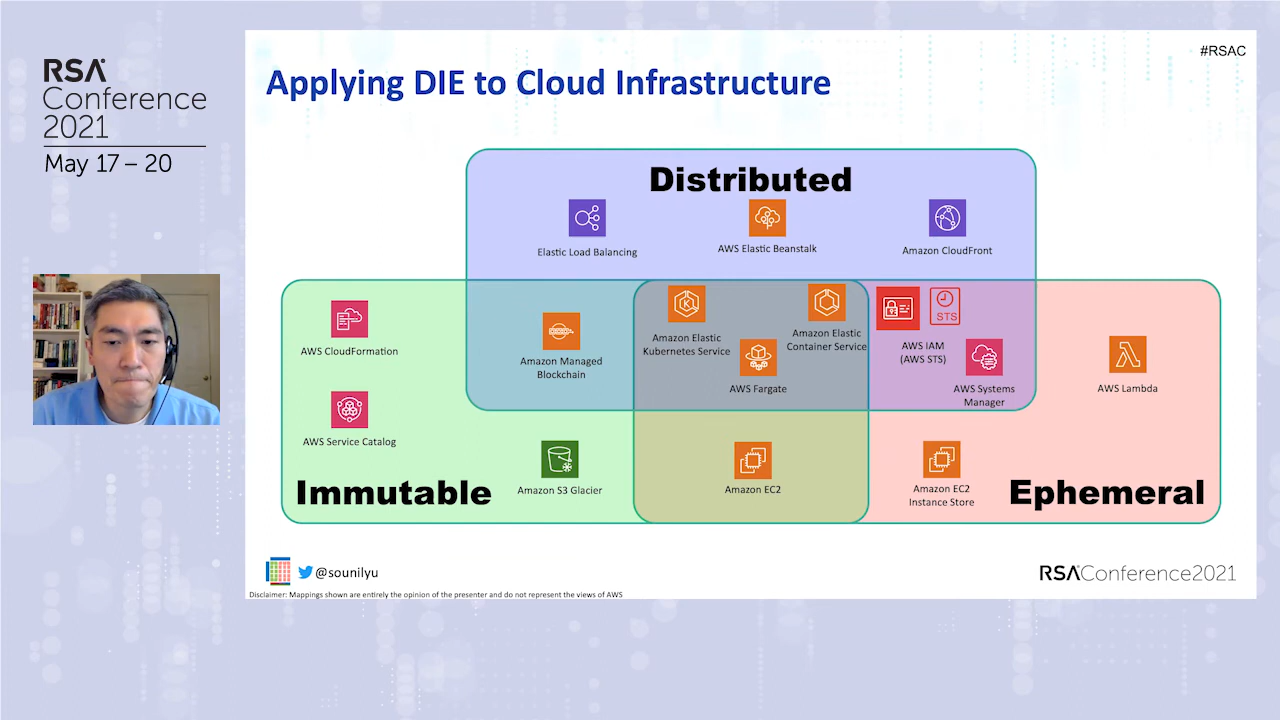 RSA
Conference
2021
May 17 – 20
#RSAC
Applying DIE to Cloud Infrastructure
Distributed
Elastic Load Balancing
AWS Elastic Beanstalk
Amazon CloudFront
AWS CloudFormation
Amazon Managed
Blockchain
K
Amazon Elastic
Kubernetes Service
Amazon Elastic
Container Service
AWS Fargate
STS
AWS IAM
(AWS STS)
AWS Systems
Manager
AWS Lambda
AWS Service Catalog
Amazon S3 Glacier
Amazon EC2
Amazon EC2
Instance Store
Immutable
Ephemeral
@sounilyu
RSAConference2021
Disclaimer: Mappings shown are entirely the opinion of the presenter and do not represent the views of AWS